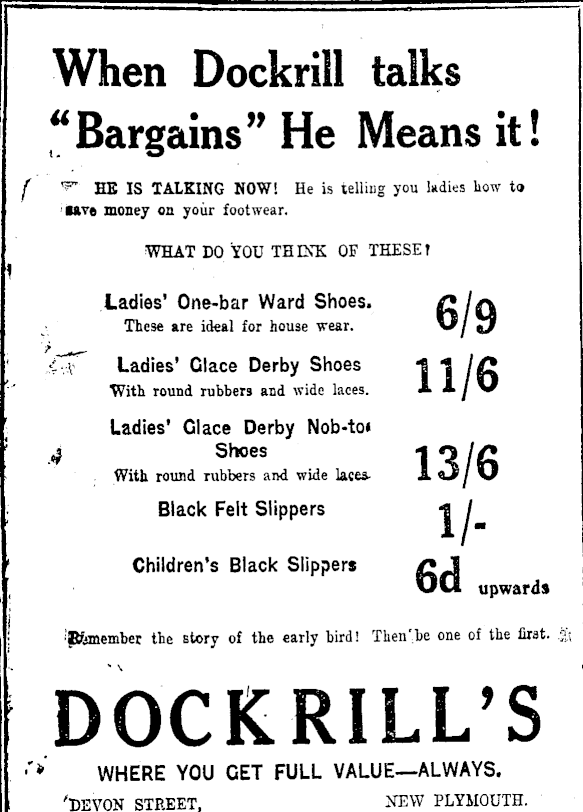 When Dockrill talks
"Bargains" He Means it!
HE IS TALKING NOW! He is telling you ladies how to
save money on your footwear.
WHAT DO YOU THINK OF THESE?
Ladies' One-bar Ward Shoes. 6/9
These are ideal for house wear.
Ladies' Glace Derby Shoes 11/6
With round rubbers and wide laces.
Ladies' Glace Derby Nob-toe
Shoes 13/6
With round rubbers and wide laces
Black Felt Slippers 1/-
Children's Black Slippers 6d upwards
Remember the story of the early bird! Then be one of the first.
DOCKRILL'S
WHERE YOU GET FULL VALUE—ALWAYS.
DEVON STREET, NEW PLYMOUTH.